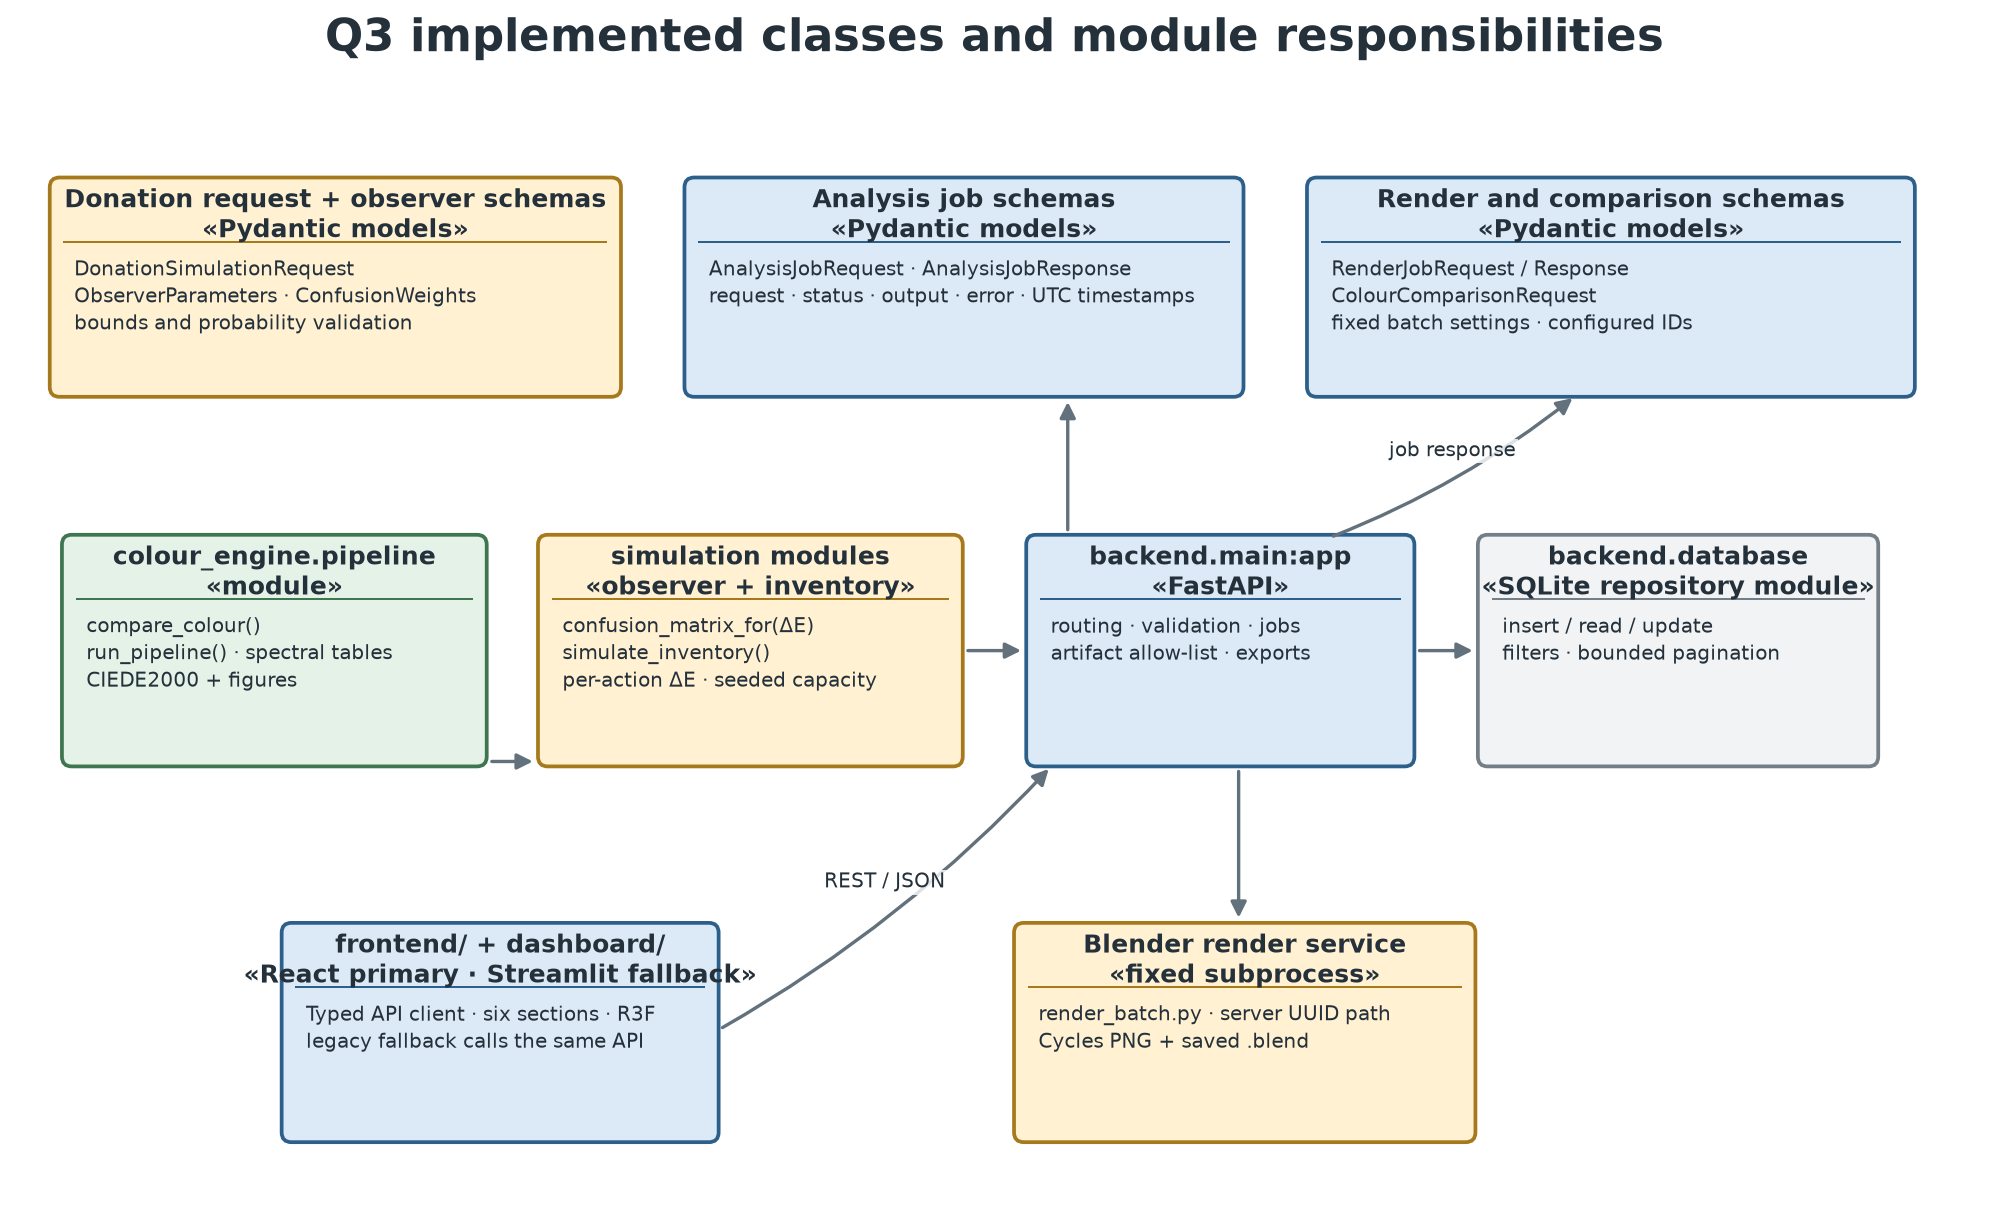 Q3 implemented classes and module responsibilities
Donation request + observer schemas
«Pydantic models»
DonationSimulationRequest
ObserverParameters · ConfusionWeights
bounds and probability validation
Analysis job schemas
«Pydantic models»
AnalysisJobRequest · AnalysisJobResponse
request · status · output · error · UTC timestamps
Render and comparison schemas
«Pydantic models»
RenderJobRequest / Response
ColourComparisonRequest
fixed batch settings · configured IDs
job response
colour_engine.pipeline
«module»
compare_colour()
run_pipeline() · spectral tables
CIEDE2000 + figures
simulation modules
«observer + inventory»
confusion_matrix_for(ΔE)
simulate_inventory()
per-action ΔE · seeded capacity
backend.main:app
«FastAPI»
routing · validation · jobs
artifact allow-list · exports
backend.database
«SQLite repository module»
insert / read / update
filters · bounded pagination
REST / JSON
frontend/ + dashboard/
«React primary · Streamlit fallback»
Typed API client · six sections · R3F
legacy fallback calls the same API
Blender render service
«fixed subprocess»
render_batch.py · server UUID path
Cycles PNG + saved .blend